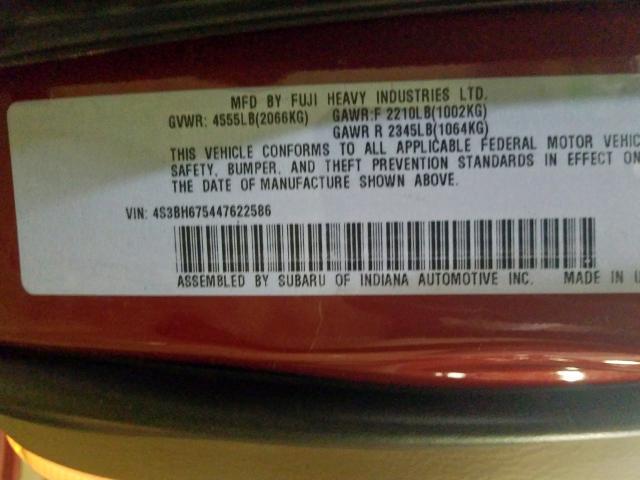 MFD BY FUJI HEAVY INDUSTRIES LTD.
GVWR: 4555LB(2066KG) GAWR:F 2210LB(1002KG)
GAWR R 2345LB(1064KG)
THIS VEHICLE CONFORMS TO ALL APPLICABLE FEDERAL MOTOR VEHIC
SAFETY, BUMPER, AND THEFT PREVENTION STANDARDS IN EFFECT ON
THE DATE OF MANUFACTURE SHOWN ABOVE.
VIN: 4S3BH675447622586
ASSEMBLED BY SUBARU OF INDIANA AUTOMOTIVE INC. MADE IN